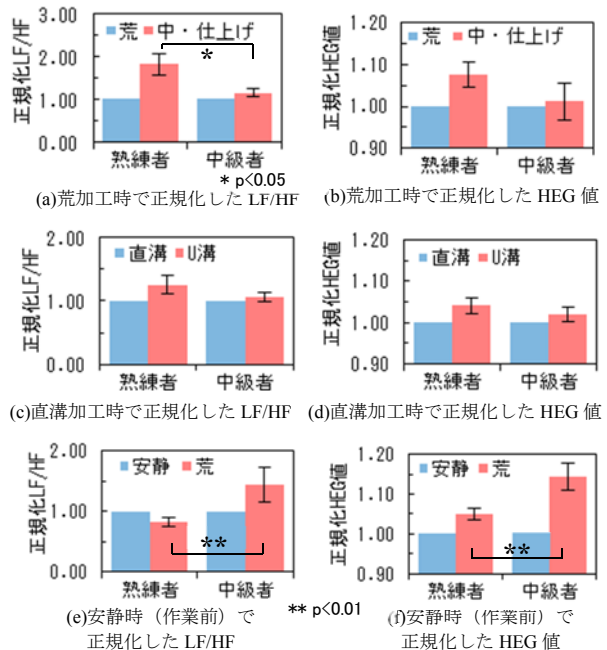 正規化LF/HF
3.00
2.00
1.00
0.00
荒 中・仕上げ
*
熟練者 中級者
* p<0.05
(a)荒加工時で正規化した LF/HF
正規化HEG値
1.20
1.10
1.00
0.90
荒 中・仕上げ
熟練者 中級者
(b)荒加工時で正規化した HEG 値
正規化LF/HF
2.00
1.00
0.00
直溝 U溝
熟練者 中級者
(c)直溝加工時で正規化した LF/HF
正規化HEG値
1.20
1.10
1.00
0.90
直溝 U溝
熟練者 中級者
(d)直溝加工時で正規化した HEG 値
正規化LF/HF
2.00
1.00
0.00
安静 荒
**
熟練者 中級者
(e)安静時（作業前）で
正規化した LF/HF
** p<0.01
正規化HEG値
1.20
1.10
1.00
0.90
安静 荒
**
熟練者 中級者
(f)安静時（作業前）で
正規化した HEG 値